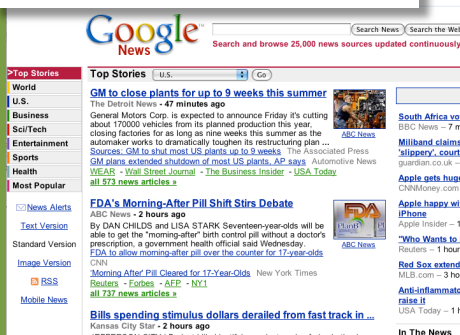 Google™
News
Search News
Search the Web
Search and browse 25,000 news sources updated continuously
>Top Stories
World
U.S.
Business
Sci/Tech
Entertainment
Sports
Health
Most Popular
News Alerts
Text Version
Standard Version
Image Version
RSS
Mobile News
Top Stories U.S. Go
GM to close plants for up to 9 weeks this summer
The Detroit News - 47 minutes ago
General Motors Corp. is expected to announce Friday it's cutting
about 170000 vehicles from its planned production this year,
closing factories for as long as nine weeks this summer as the
automaker works to dramatically toughen its restructuring plan ...
Sources: GM to shut most US plants up to 9 weeks The Associated Press
GM plans extended shutdown of most US plants, AP says Automotive News
WEAR - Wall Street Journal - The Business Insider - USA Today
all 573 news articles »
ABC News
FDA's Morning-After Pill Shift Stirs Debate
ABC News - 2 hours ago
By DAN CHILDS and LISA STARK Seventeen-year-olds will be
able to get the "morning-after" birth control pill without a doctor's
prescription, a government health official said Wednesday.
FDA to allow morning-after pill over the counter for 17-year-olds
CNN
'Morning After' Pill Cleared for 17-Year-Olds New York Times
Reuters - Forbes - AFP - NY1
all 737 news articles »
FDA
PlanB
ABC News
Bills spending stimulus dollars derailed from fast track in ...
Kansas City Star - 2 hours ago
South Africa vo
BBC News - 7 m
Miliband claims
'slippery', court
guardian.co.uk -
Apple gets hug
CNNMoney.com
Apple happy wi
iPhone
Apple Insider - 1
"Who Wants to
Reuters - 1 hour
Red Sox extend
MLB.com - 3 ho
Anti-inflammato
raise it
USA Today - 1 h
In The News